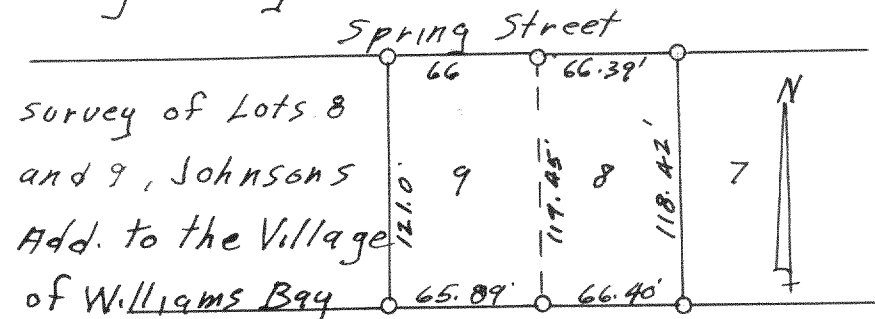 Spring Street
66 66.39'
Survey of Lots 8
and 9, Johnsons
Add. to the Village
of Williams Bay
121.0'
9
119.45'
8
118.42'
7
N
65.89' 66.40'